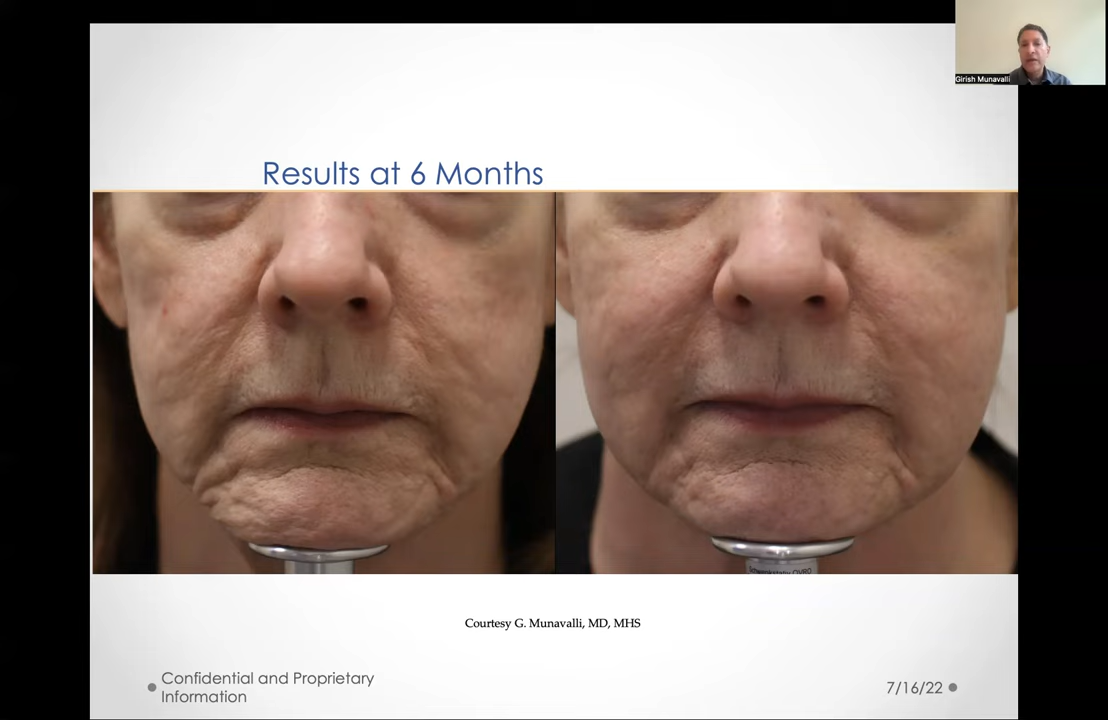 Girish Munavalli
Results at 6 Months
Courtesy G. Munavalli, MD, MHS
Confidential and Proprietary
Information
7/16/22